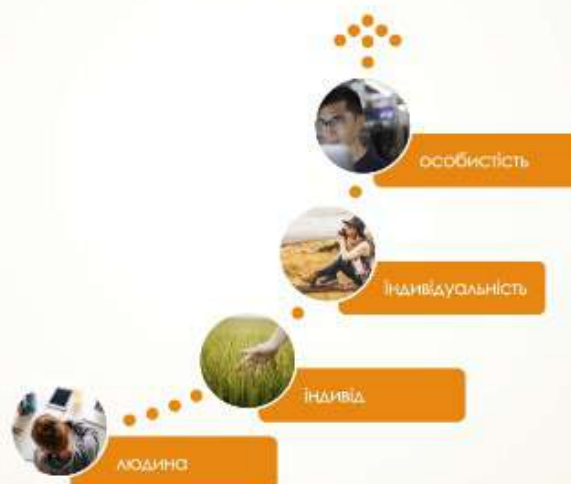 особистість
індивідуальність
індивід
людина